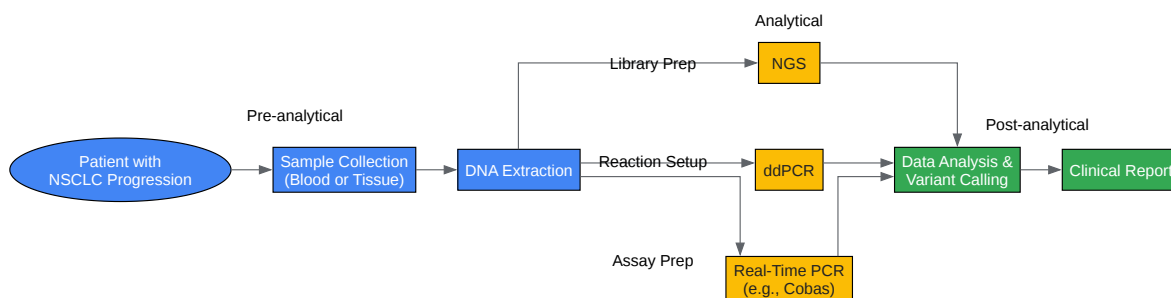 Analytical
Library Prep
NGS
Pre-analytical
Post-analytical
Patient with
NSCLC Progression
Sample Collection
(Blood or Tissue)
DNA Extraction
Reaction Setup
ddPCR
Data Analysis &
Variant Calling
Clinical Report
Assay Prep
Real-Time PCR
(e.g., Cobas)